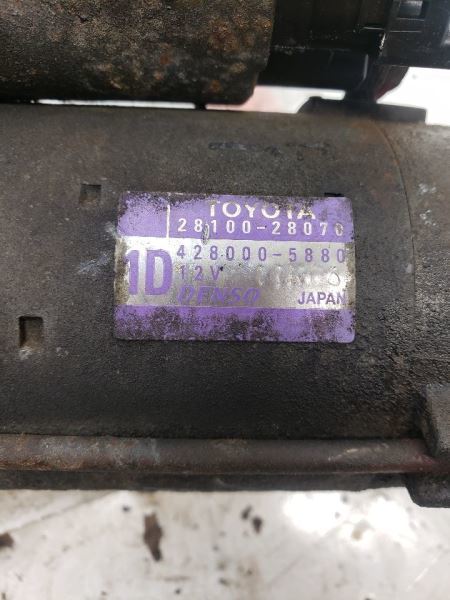 TOYOTA
28100-28070
1D
428000-5880
12V
DENSO JAPAN